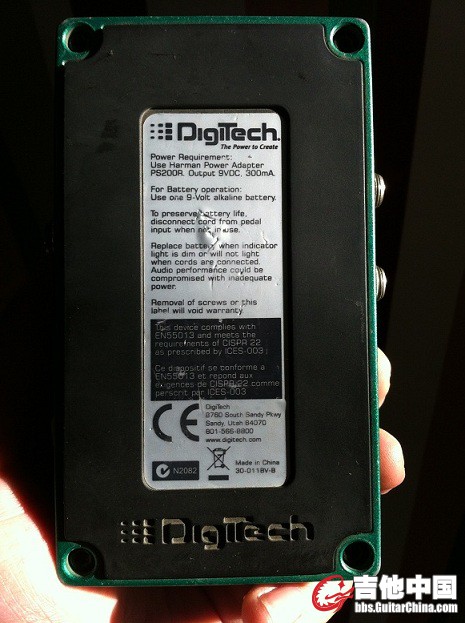 DigiTech
The Power to Create
Power Requirement:
Use Harman Power Adapter
PS200R. Output 9VDC, 300mA.
For Battery operation:
Use one 9-Volt alkaline battery.
To preserve battery life,
disconnect cord from pedal
input when not in use.
Replace battery when indicator
light is dim or will not light
when cords are connected.
Audio performance could be
compromised with inadequate
power.
Removal of screws or this
label will void warranty.
This device complies with
EN55013 and meets the
requirements of CISPR 22
as prescribed by ICES-003
Ce dispositif se conforme à
EN55013 et repond aux
exigences de CISPR 22 comme
perscrit par ICES-003
CE
DigiTech
8760 South Sandy Pkwy
Sandy, Utah 84070
801-566-8800
www.digitech.com
N2082
Made in China
30-0118V-B
DigiTech
吉他中国
bbs.GuitarChina.com